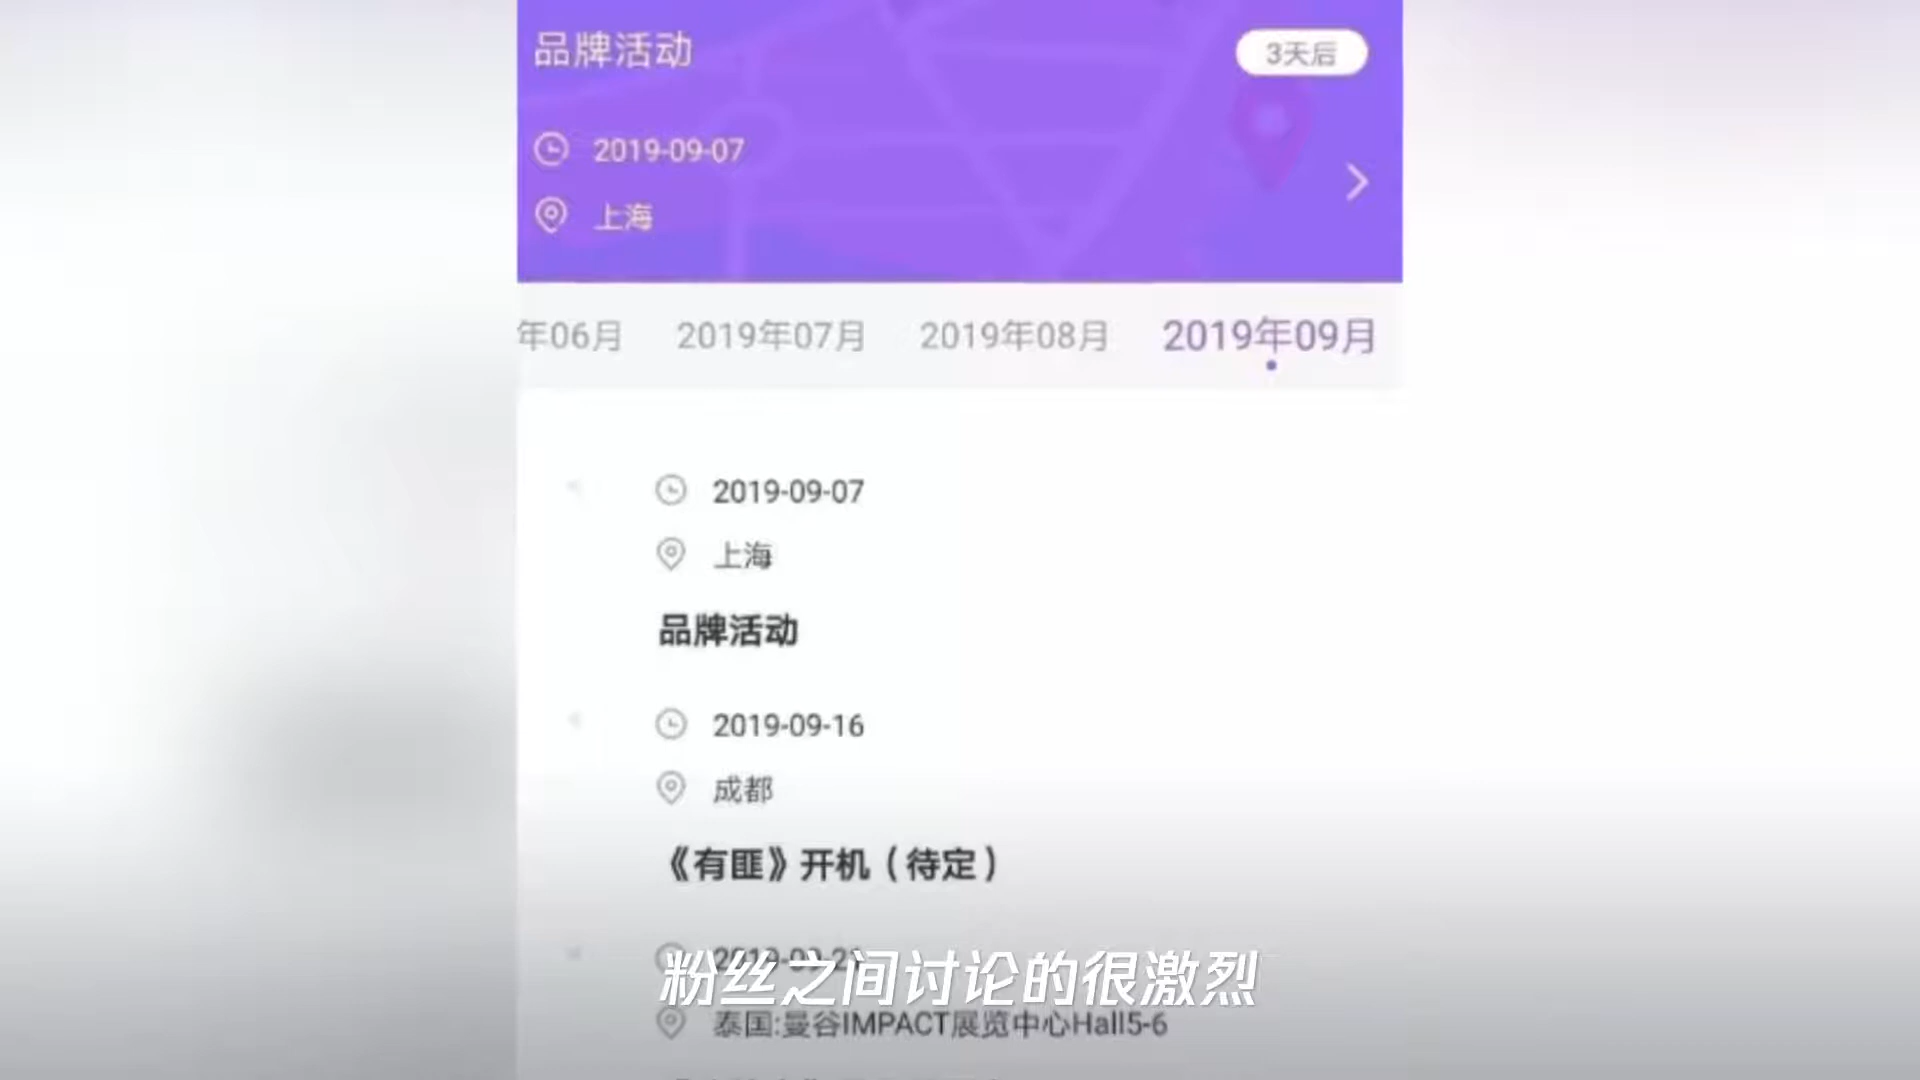 品牌活动
3天后
2019-09-07
上海
年06月 2019年07月 2019年08月 2019年09月
2019-09-07
上海
品牌活动
2019-09-16
成都
《有匪》开机（待定）
2019-09-21
粉丝之间讨论的很激烈
泰国:曼谷IMPACT展览中心Hall5-6